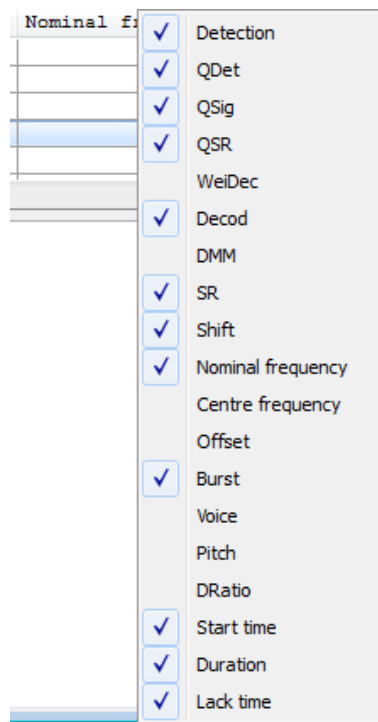 Nominal f
Detection
QDet
QSig
QSR
WeiDec
Decod
DMM
SR
Shift
Nominal frequency
Centre frequency
Offset
Burst
Voice
Pitch
DRatio
Start time
Duration
Lack time